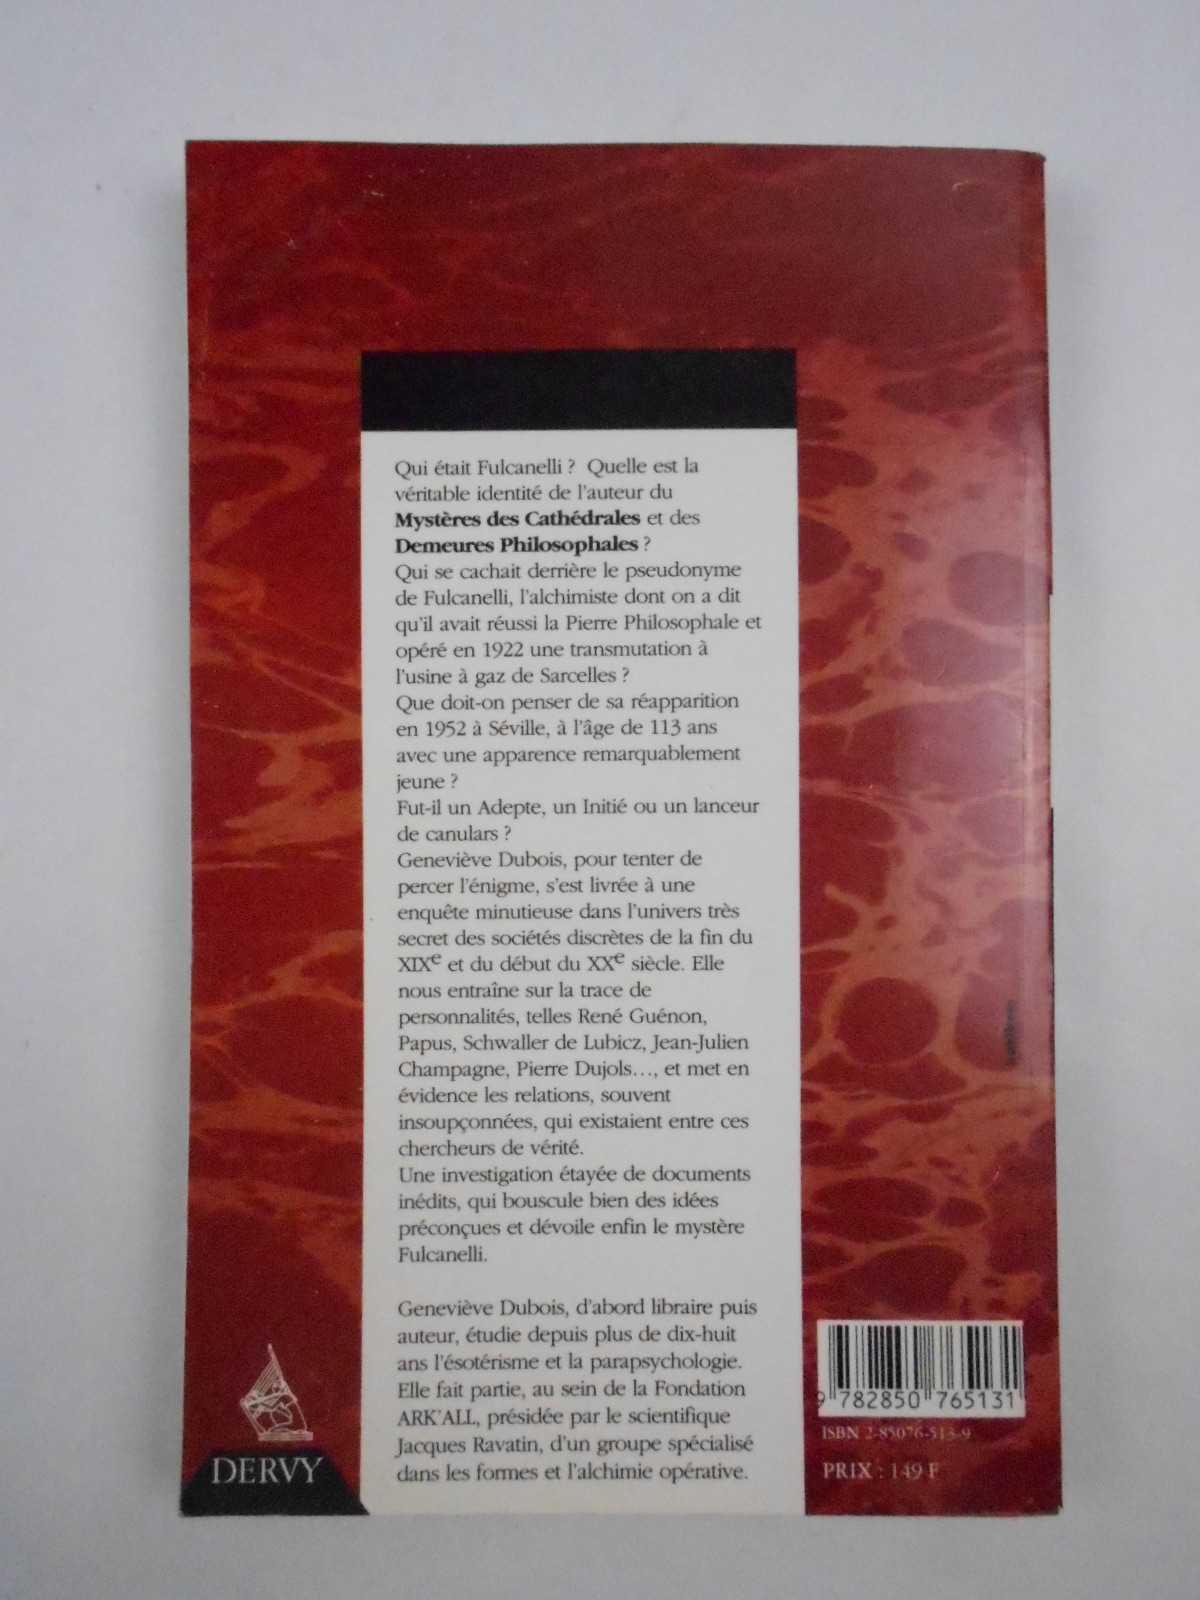 Qui était Fulcanelli ? Quelle est la
véritable identité de l'auteur du
Mystères des Cathédrales et des
Demeures Philosophales ?
Qui se cachait derrière le pseudonyme
de Fulcanelli, l'alchimiste dont on a dit
qu'il avait réussi la Pierre Philosophale et
opéré en 1922 une transmutation à
l'usine à gaz de Sarcelles ?
Que doit-on penser de sa réapparition
en 1952 à Séville, à l'âge de 113 ans
avec une apparence remarquablement
jeune ?
Fut-il un Adepte, un Initié ou un lanceur
de canulars ?
Geneviève Dubois, pour tenter de
percer l'énigme, s'est livrée à une
enquête minutieuse dans l'univers très
secret des sociétés discrètes de la fin du
XIXe et du début du XXe siècle. Elle
nous entraîne sur la trace de
personnalités, telles René Guénon,
Papus, Schwaller de Lubicz, Jean-Julien
Champagne, Pierre Dujols..., et met en
évidence les relations, souvent
insoupçonnées, qui existaient entre ces
chercheurs de vérité.
Une investigation étayée de documents
inédits, qui bouscule bien des idées
préconçues et dévoile enfin le mystère
Fulcanelli.
Geneviève Dubois, d'abord libraire puis
auteur, étudie depuis plus de dix-huit
ans l'ésotérisme et la parapsychologie.
Elle fait partie, au sein de la Fondation
ARK'ALL, présidée par le scientifique
Jacques Ravatin, d'un groupe spécialisé
dans les formes et l'alchimie opérative.
DERVY
9 782850 765131
ISBN 2-85076-513-9
PRIX : 149 F